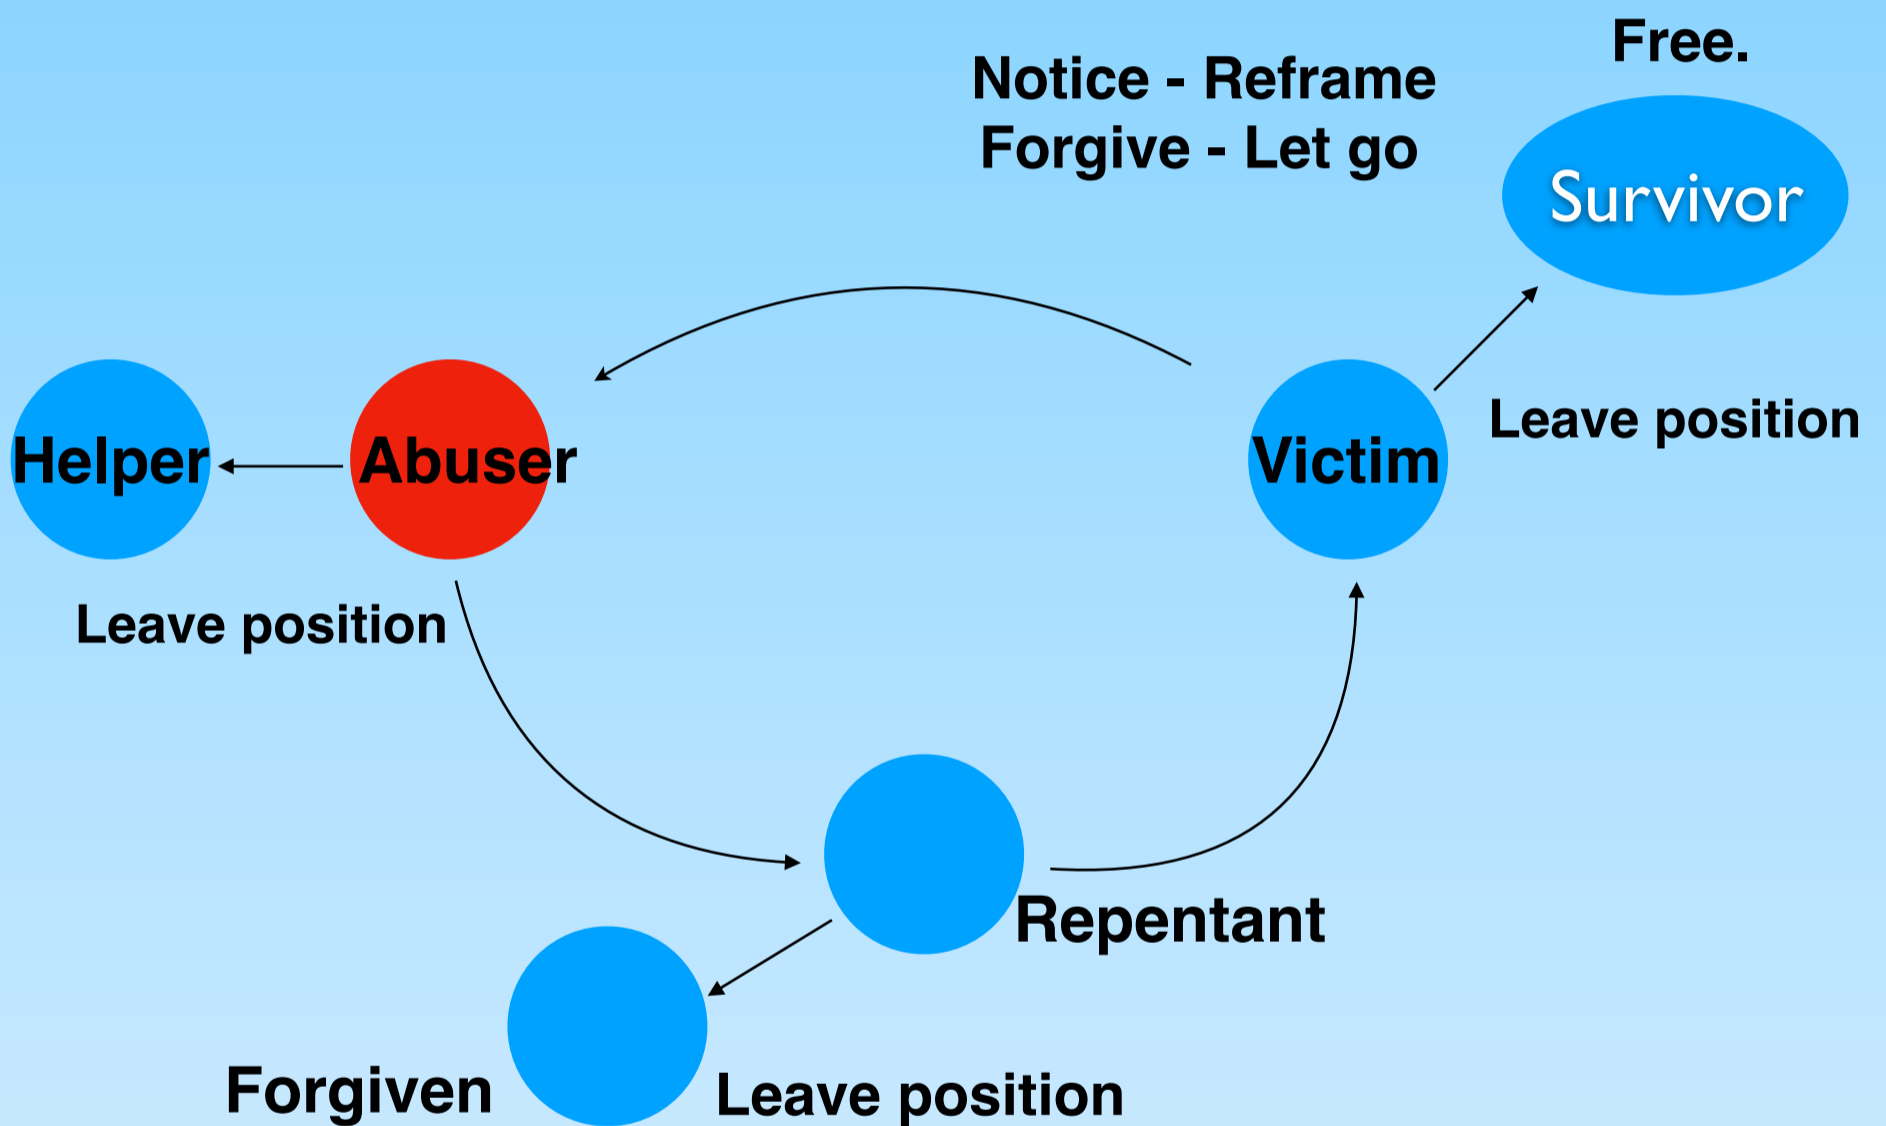 Free.
Notice - Reframe
Forgive - Let go
Survivor
Leave position
Helper
Abuser
Victim
Leave position
Repentant
Forgiven
Leave position